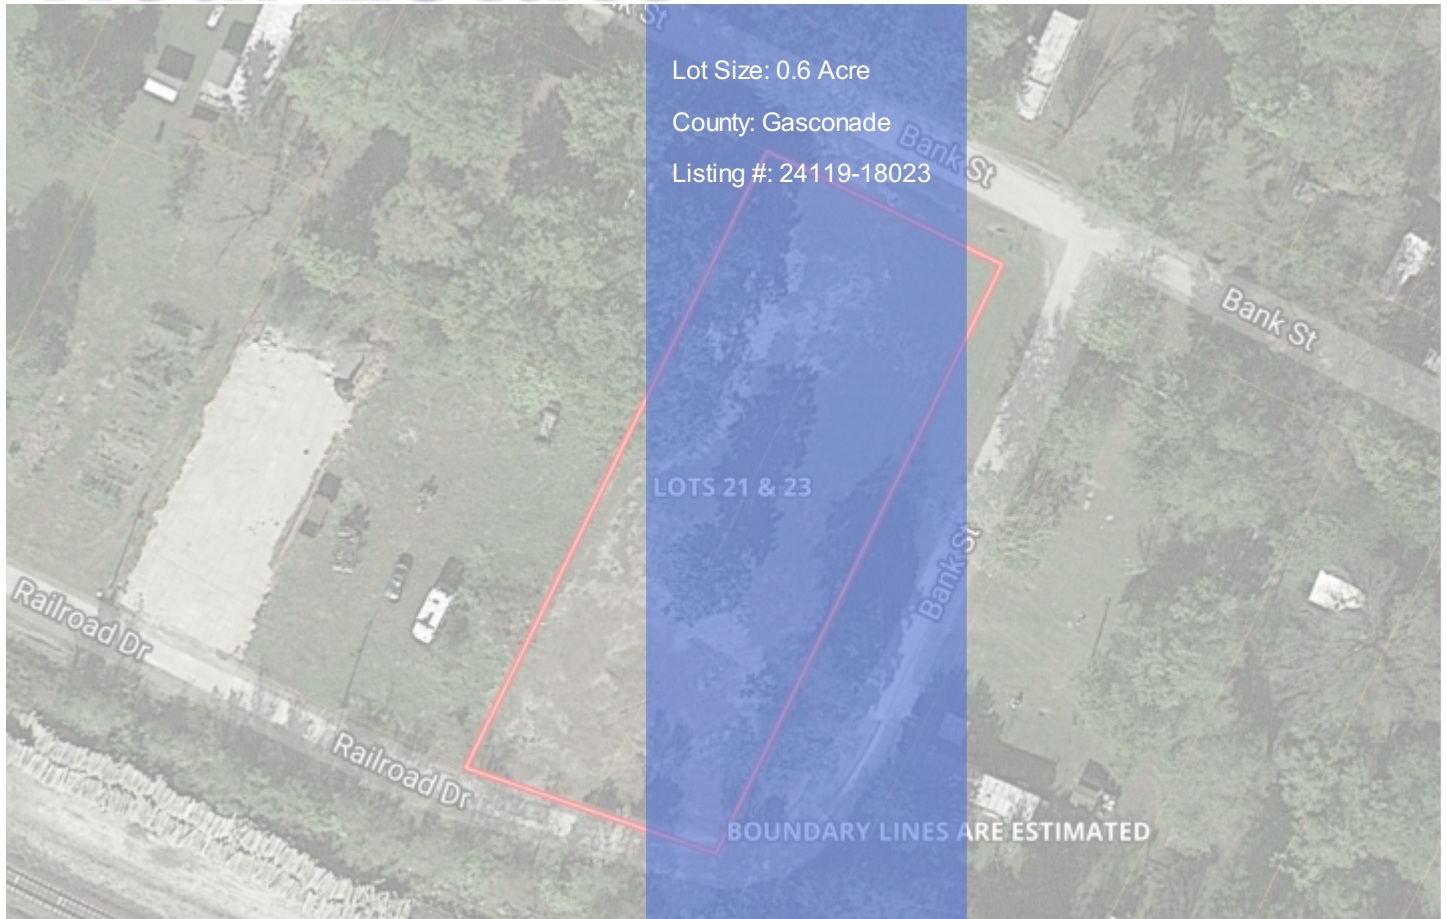 St
Lot Size: 0.6 Acre
County: Gasconade
Bank St
Listing #: 24119-18023
Bank St
LOTS 21 & 23
Bank St
Railroad Dr
Railroad Dr
BOUNDARY LINES ARE ESTIMATED